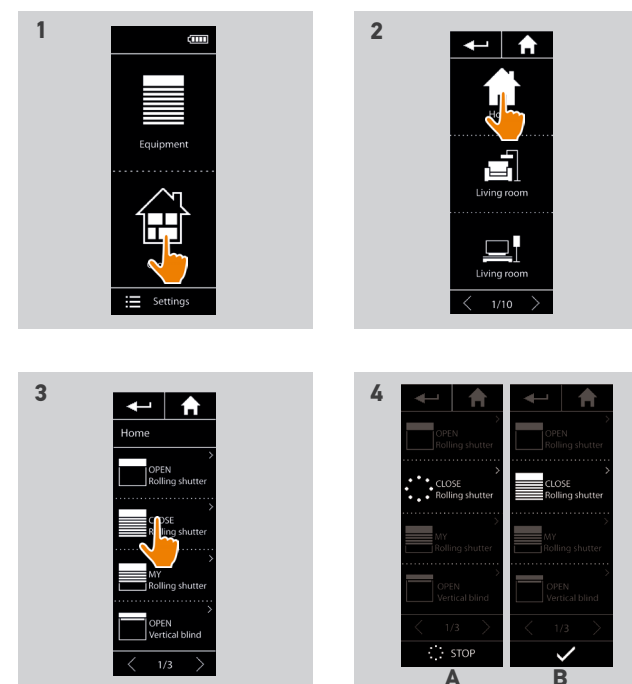 1
Equipment
Settings
2
Living room
Living room
1/10
3
Home
OPEN
Rolling shutter
CLOSE
Rolling shutter
MY
Rolling shutter
OPEN
Vertical blind
1/3
4
OPEN
Rolling shutter
CLOSE
Rolling shutter
MY
Rolling shutter
OPEN
Vertical blind
1/3
STOP
A
OPEN
Rolling shutter
CLOSE
Rolling shutter
MY
Rolling shutter
OPEN
Vertical blind
1/3
B